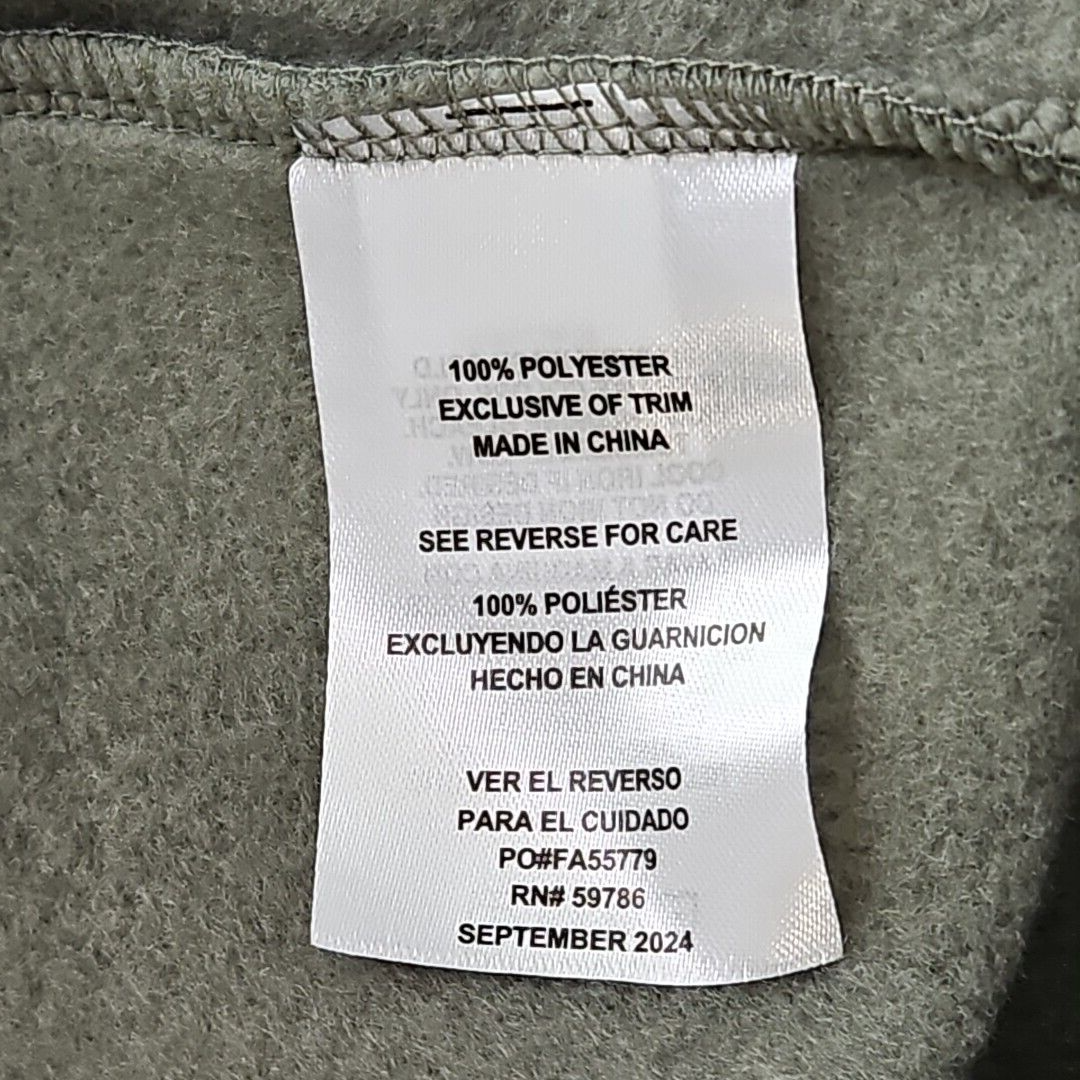 100% POLYESTER
EXCLUSIVE OF TRIM
MADE IN CHINA
SEE REVERSE FOR CARE
100% POLIÉSTER
EXCLUYENDO LA GUARNICION
HECHO EN CHINA
VER EL REVERSO
PARA EL CUIDADO
PO#FA55779
RN# 59786
SEPTEMBER 2024